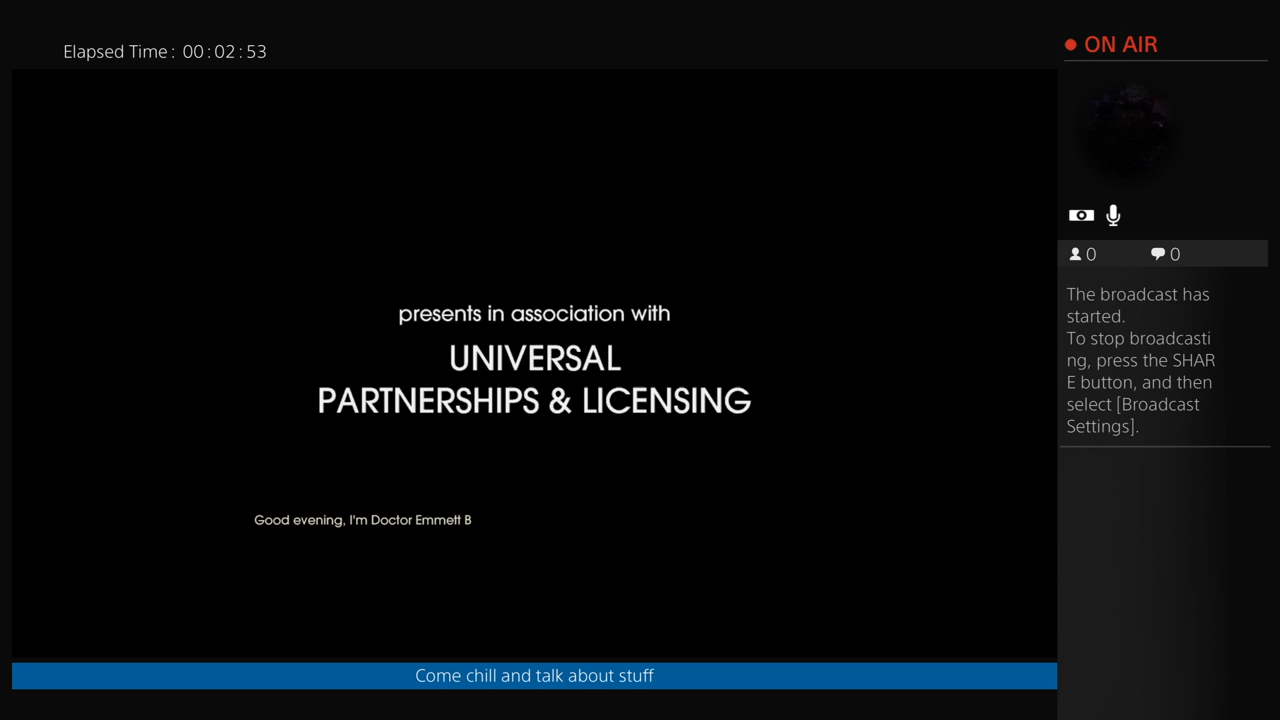 Elapsed Time: 00:02:53
ON AIR
presents in association with
UNIVERSAL
PARTNERSHIPS & LICENSING
Good evening, I'm Doctor Emmett B
Come chill and talk about stuff
0 0
The broadcast has
started.
To stop broadcasti
ng, press the SHAR
E button, and then
select [Broadcast
Settings].